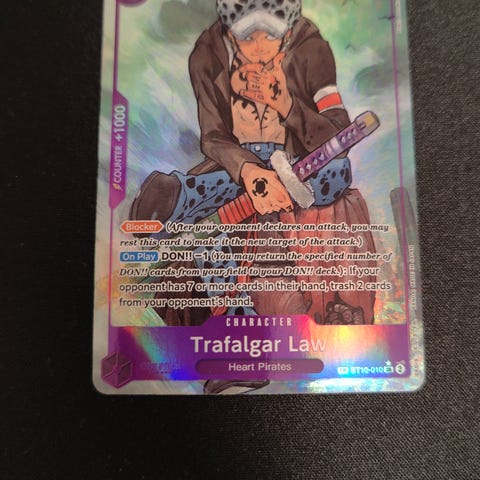 COUNTER +1000
Blocker (After your opponent declares an attack, you may
rest this card to make it the new target of the attack.)
On Play DON!! −1 (You may return the specified number of
DON!! cards from your field to your DON!! deck.): If your
opponent has 7 or more cards in their hand, trash 2 cards
from your opponent's hand.
CHARACTER
Trafalgar Law
Heart Pirates
ST10-010
2